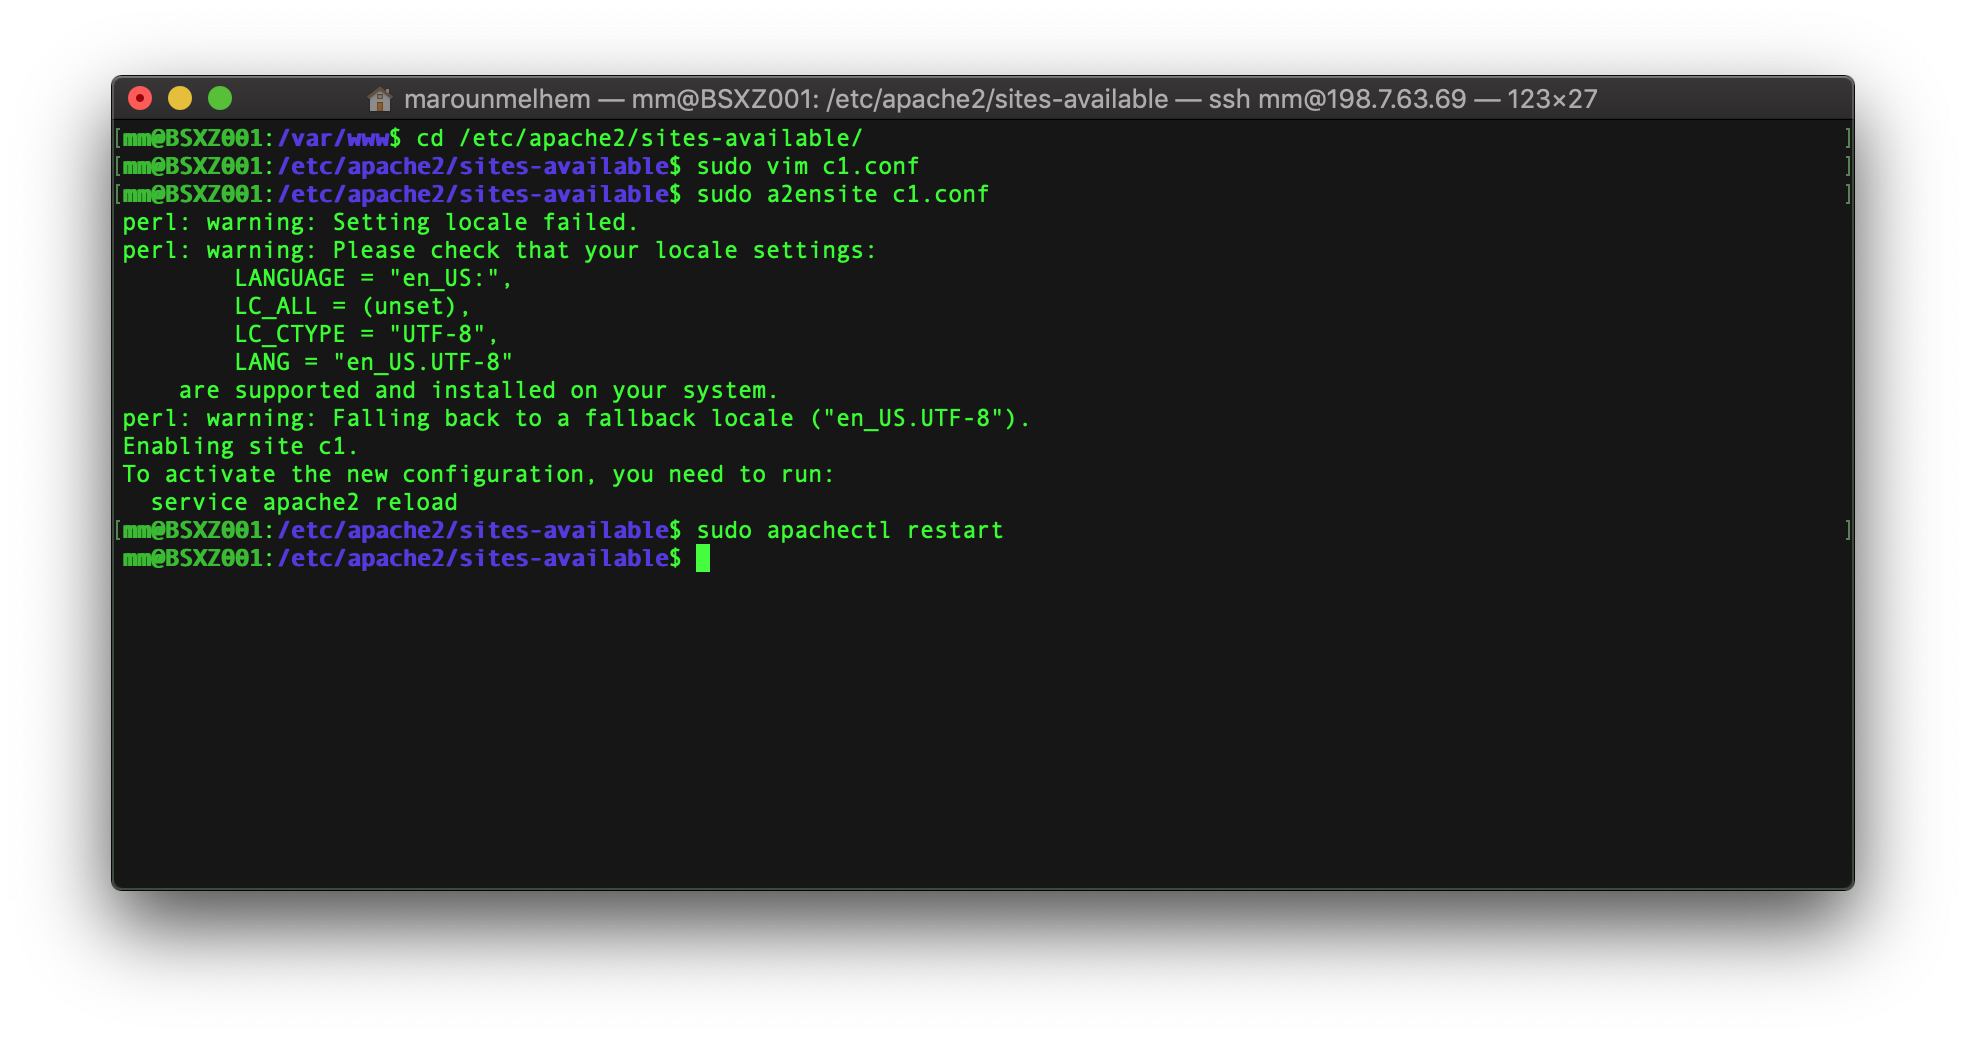 marounmelhem — mm@BSXZ001: /etc/apache2/sites-available — ssh mm@198.7.63.69 — 123×27
[mm@BSXZ001:/var/www$ cd /etc/apache2/sites-available/ ]
[mm@BSXZ001:/etc/apache2/sites-available$ sudo vim c1.conf ]
[mm@BSXZ001:/etc/apache2/sites-available$ sudo a2ensite c1.conf ]
perl: warning: Setting locale failed.
perl: warning: Please check that your locale settings:
        LANGUAGE = "en_US:",
        LC_ALL = (unset),
        LC_CTYPE = "UTF-8",
        LANG = "en_US.UTF-8"
    are supported and installed on your system.
perl: warning: Falling back to a fallback locale ("en_US.UTF-8").
Enabling site c1.
To activate the new configuration, you need to run:
  service apache2 reload
[mm@BSXZ001:/etc/apache2/sites-available$ sudo apachectl restart ]
mm@BSXZ001:/etc/apache2/sites-available$